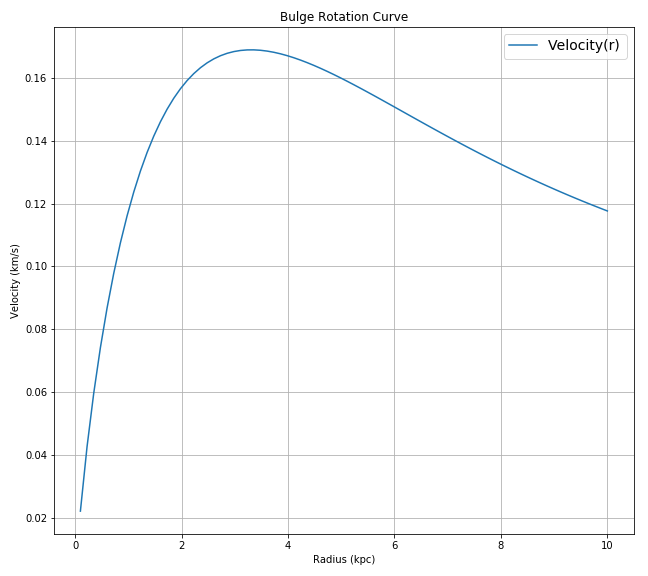 Bulge Rotation Curve
Velocity(r)
0.16
0.14
0.12
0.10
0.08
0.06
0.04
0.02
Velocity (km/s)
0 2 4 6 8 10
Radius (kpc)